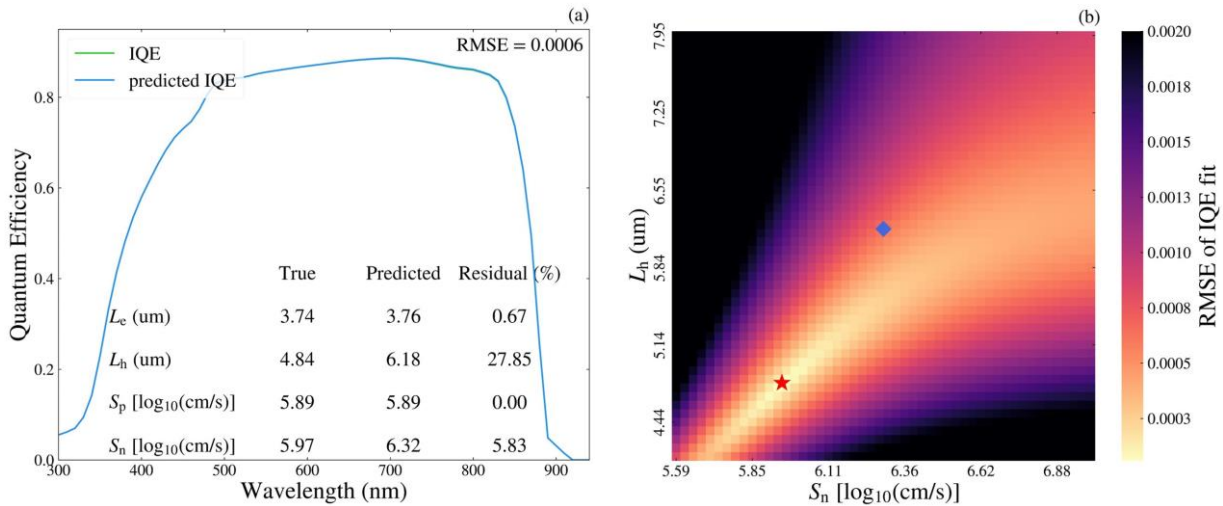 (a)
IQE
predicted IQE
RMSE = 0.0006
Quantum Efficiency
0.8
0.6
0.4
0.2
0.0
True Predicted Residual (%)
Lₑ (um) 3.74 3.76 0.67
Lₕ (um) 4.84 6.18 27.85
Sₚ [log₁₀(cm/s)] 5.89 5.89 0.00
Sₙ [log₁₀(cm/s)] 5.97 6.32 5.83
300 400 500 600 700 800 900
Wavelength (nm)
(b)
Lₕ (um)
7.95
7.25
6.55
5.84
5.14
4.44
5.59 5.85 6.11 6.36 6.62 6.88
Sₙ [log₁₀(cm/s)]
0.0020
0.0018
0.0015
0.0013
0.0010
0.0008
0.0005
0.0003
RMSE of IQE fit